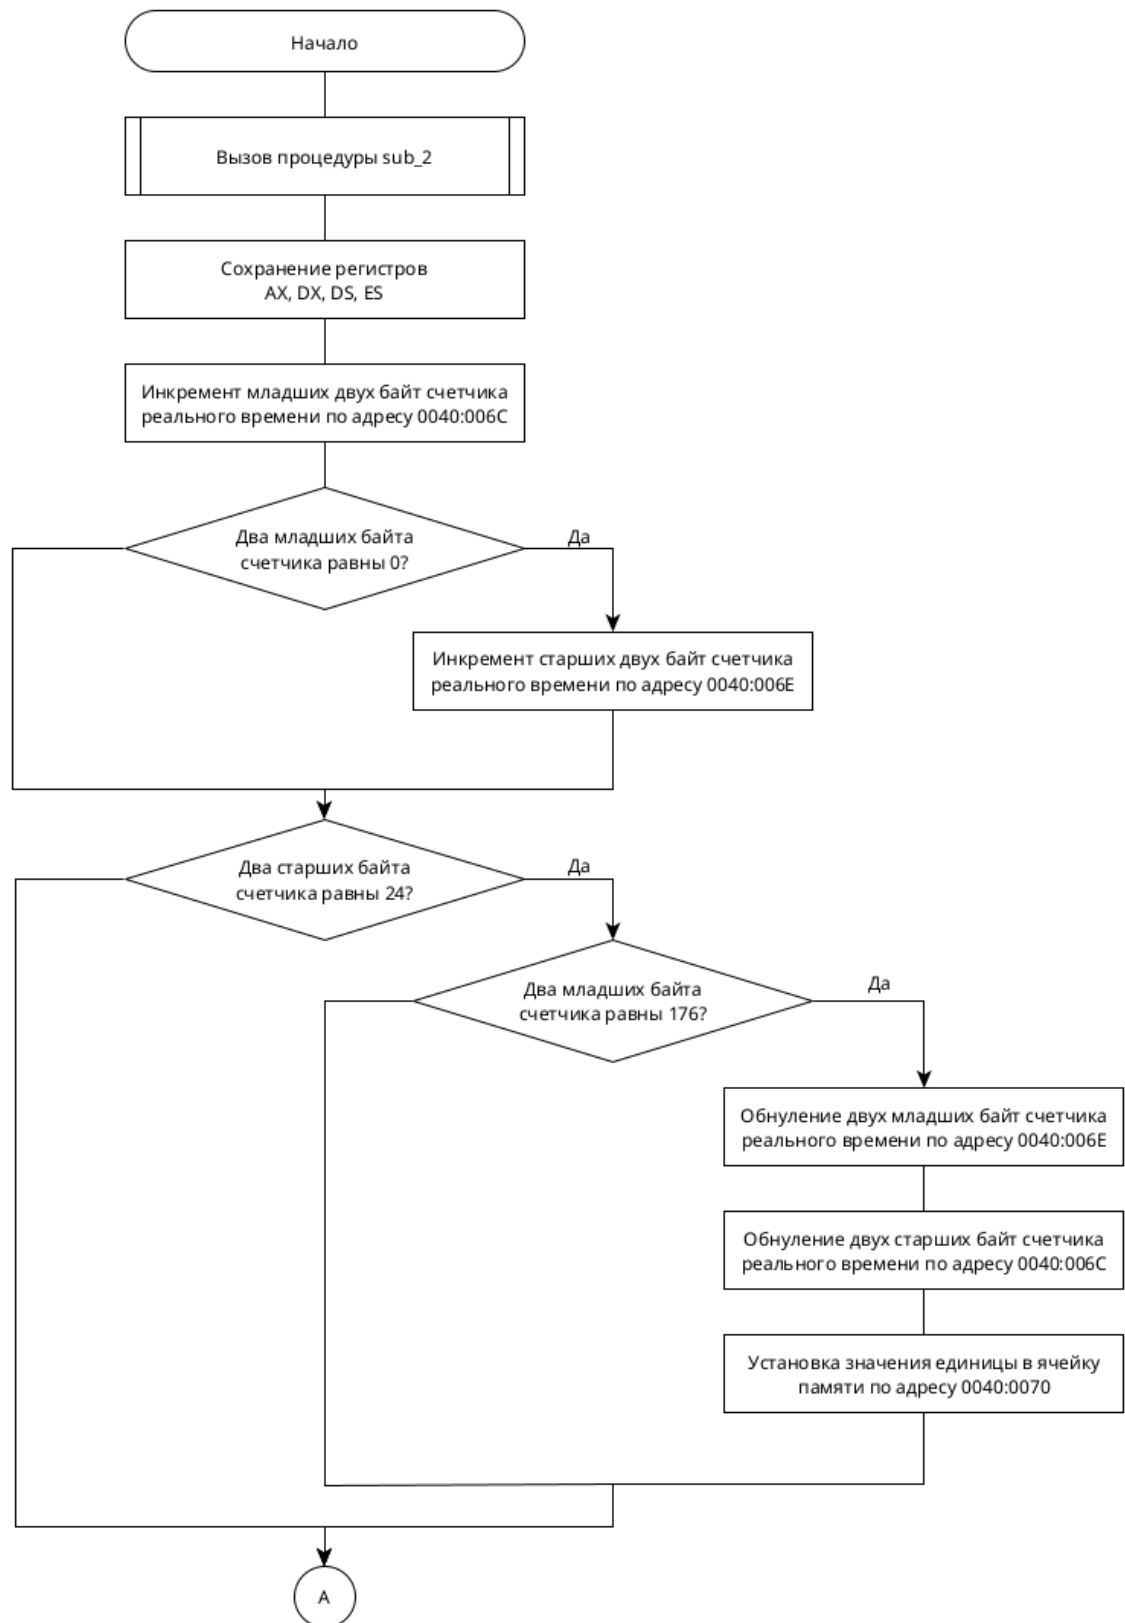 Начало
Вызов процедуры sub_2
Сохранение регистров
AX, DX, DS, ES
Инкремент младших двух байт счетчика
реального времени по адресу 0040:006C
Два младших байта
счетчика равны 0?
Да
Инкремент старших двух байт счетчика
реального времени по адресу 0040:006E
Два старших байта
счетчика равны 24?
Да
Два младших байта
счетчика равны 176?
Да
Обнуление двух младших байт счетчика
реального времени по адресу 0040:006E
Обнуление двух старших байт счетчика
реального времени по адресу 0040:006C
Установка значения единицы в ячейку
памяти по адресу 0040:0070
A